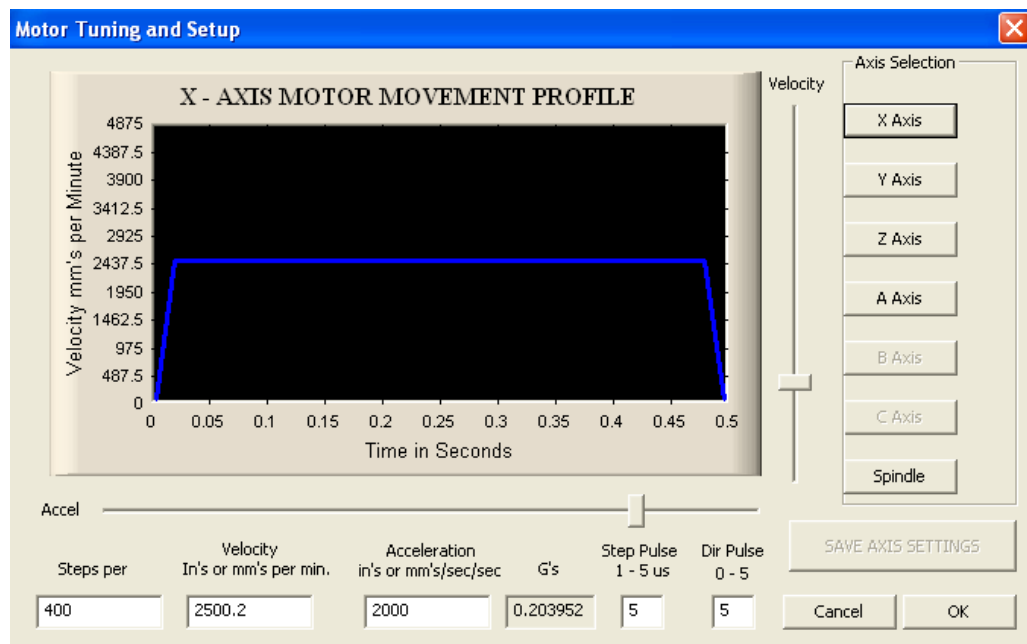 Motor Tuning and Setup
X - AXIS MOTOR MOVEMENT PROFILE
Velocity mm's per Minute
4875
4387.5
3900
3412.5
2925
2437.5
1950
1462.5
975
487.5
0
0 0.05 0.1 0.15 0.2 0.25 0.3 0.35 0.4 0.45 0.5
Time in Seconds
Velocity
Axis Selection
X Axis
Y Axis
Z Axis
A Axis
B Axis
C Axis
Spindle
Accel
Steps per
Velocity
In's or mm's per min.
Acceleration
in's or mm's/sec/sec
G's
Step Pulse
1 - 5 us
Dir Pulse
0 - 5
400
2500.2
2000
0.203952
5
5
SAVE AXIS SETTINGS
Cancel
OK